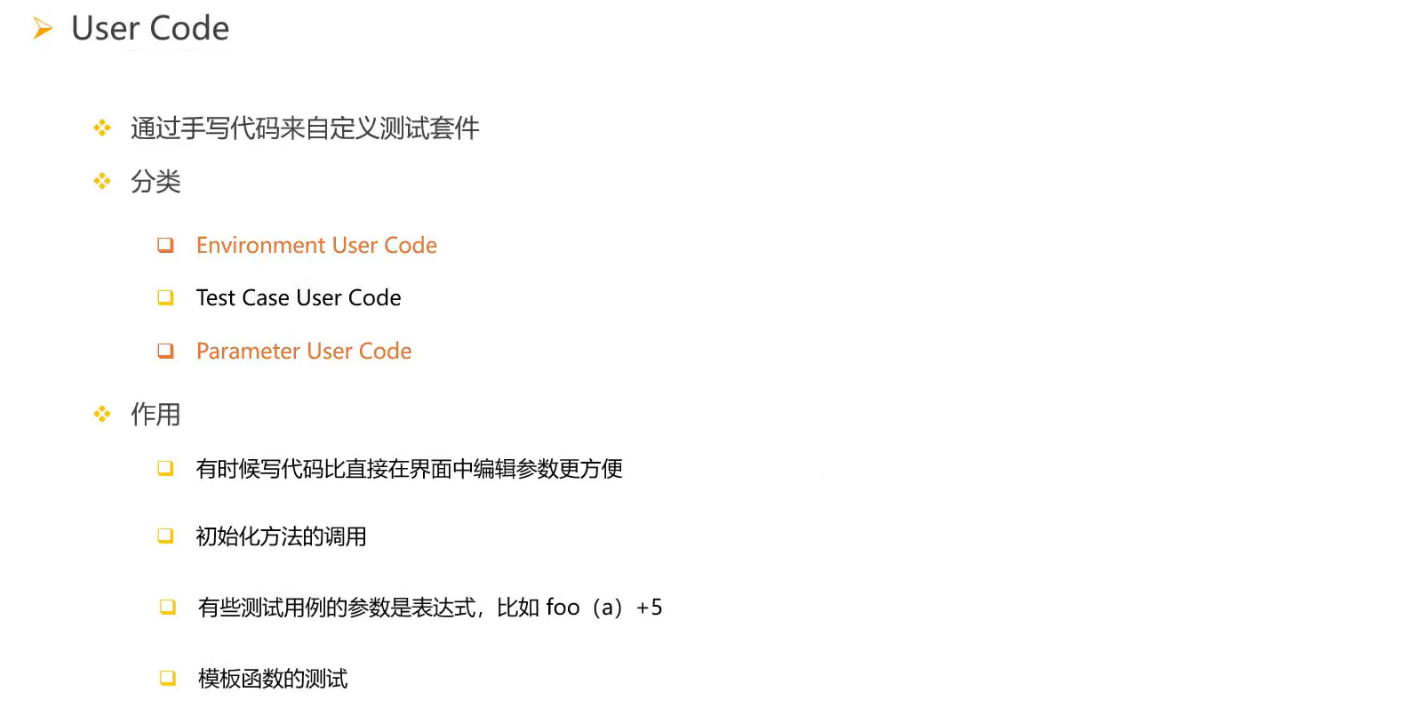 User Code
通过手写代码来自定义测试套件
分类
Environment User Code
Test Case User Code
Parameter User Code
作用
有时候写代码比直接在界面中编辑参数更方便
初始化方法的调用
有些测试用例的参数是表达式，比如 foo（a）+5
模板函数的测试